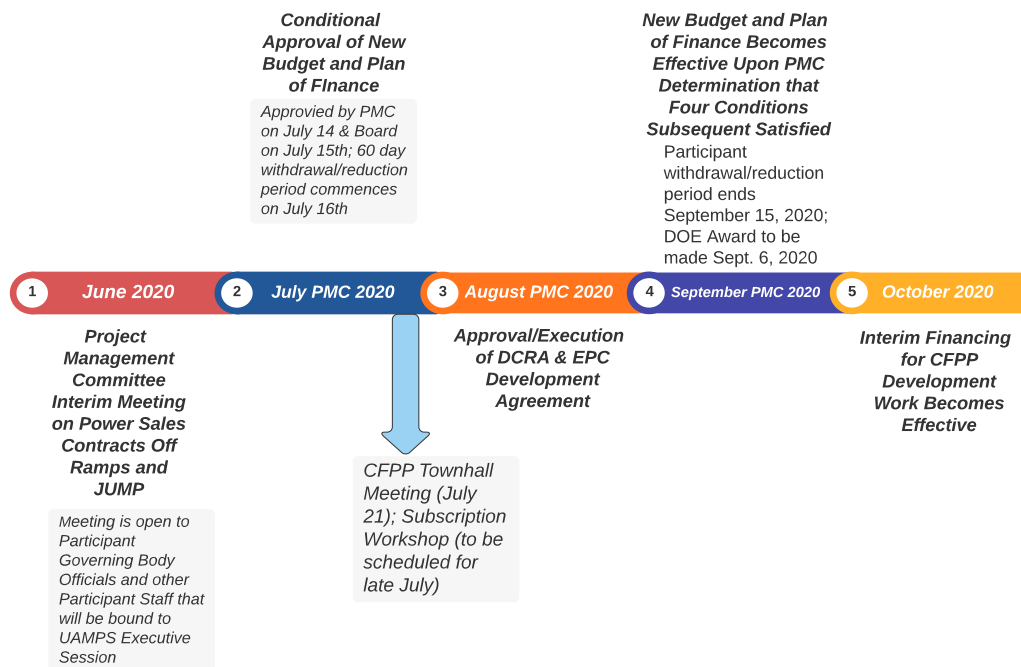 Conditional
Approval of New
Budget and Plan
of FInance
Approvied by PMC
on July 14 & Board
on July 15th; 60 day
withdrawal/reduction
period commences
on July 16th
New Budget and Plan
of Finance Becomes
Effective Upon PMC
Determination that
Four Conditions
Subsequent Satisfied
Participant
withdrawal/reduction
period ends
September 15, 2020;
DOE Award to be
made Sept. 6, 2020
1 June 2020
2 July PMC 2020
3 August PMC 2020
4 September PMC 2020
5 October 2020
Project
Management
Committee
Interim Meeting
on Power Sales
Contracts Off
Ramps and
JUMP
Meeting is open to
Participant
Governing Body
Officials and other
Participant Staff that
will be bound to
UAMPS Executive
Session
CFPP Townhall
Meeting (July
21); Subscription
Workshop (to be
scheduled for
late July)
Approval/Execution
of DCRA & EPC
Development
Agreement
Interim Financing
for CFPP
Development
Work Becomes
Effective